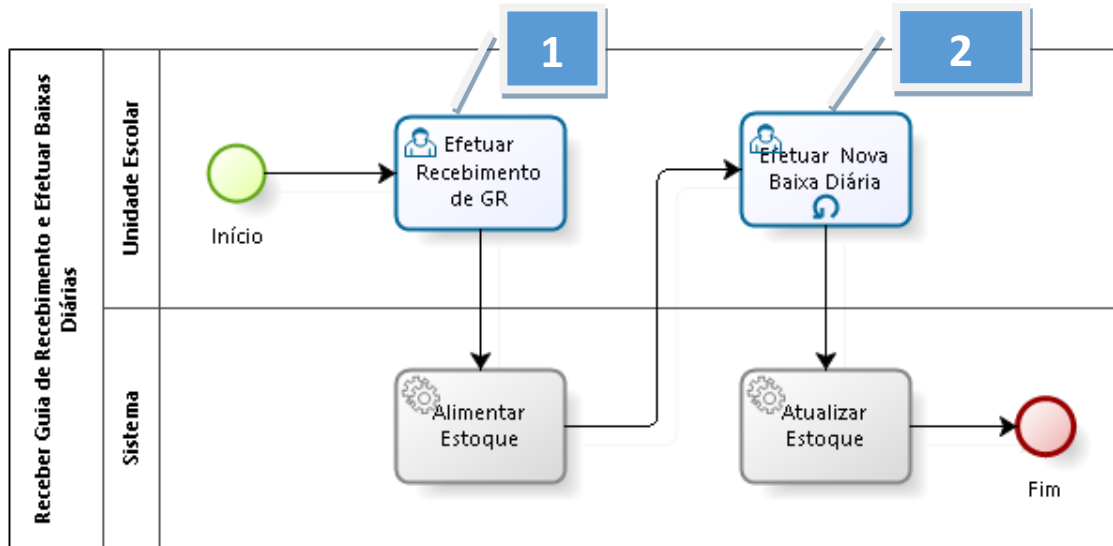 Receber Guia de Recebimento e Efetuar Baixas
Diárias
Unidade Escolar
Início
1
Efetuar
Recebimento
de GR
2
Efetuar Nova
Baixa Diária
Sistema
Alimentar
Estoque
Atualizar
Estoque
Fim